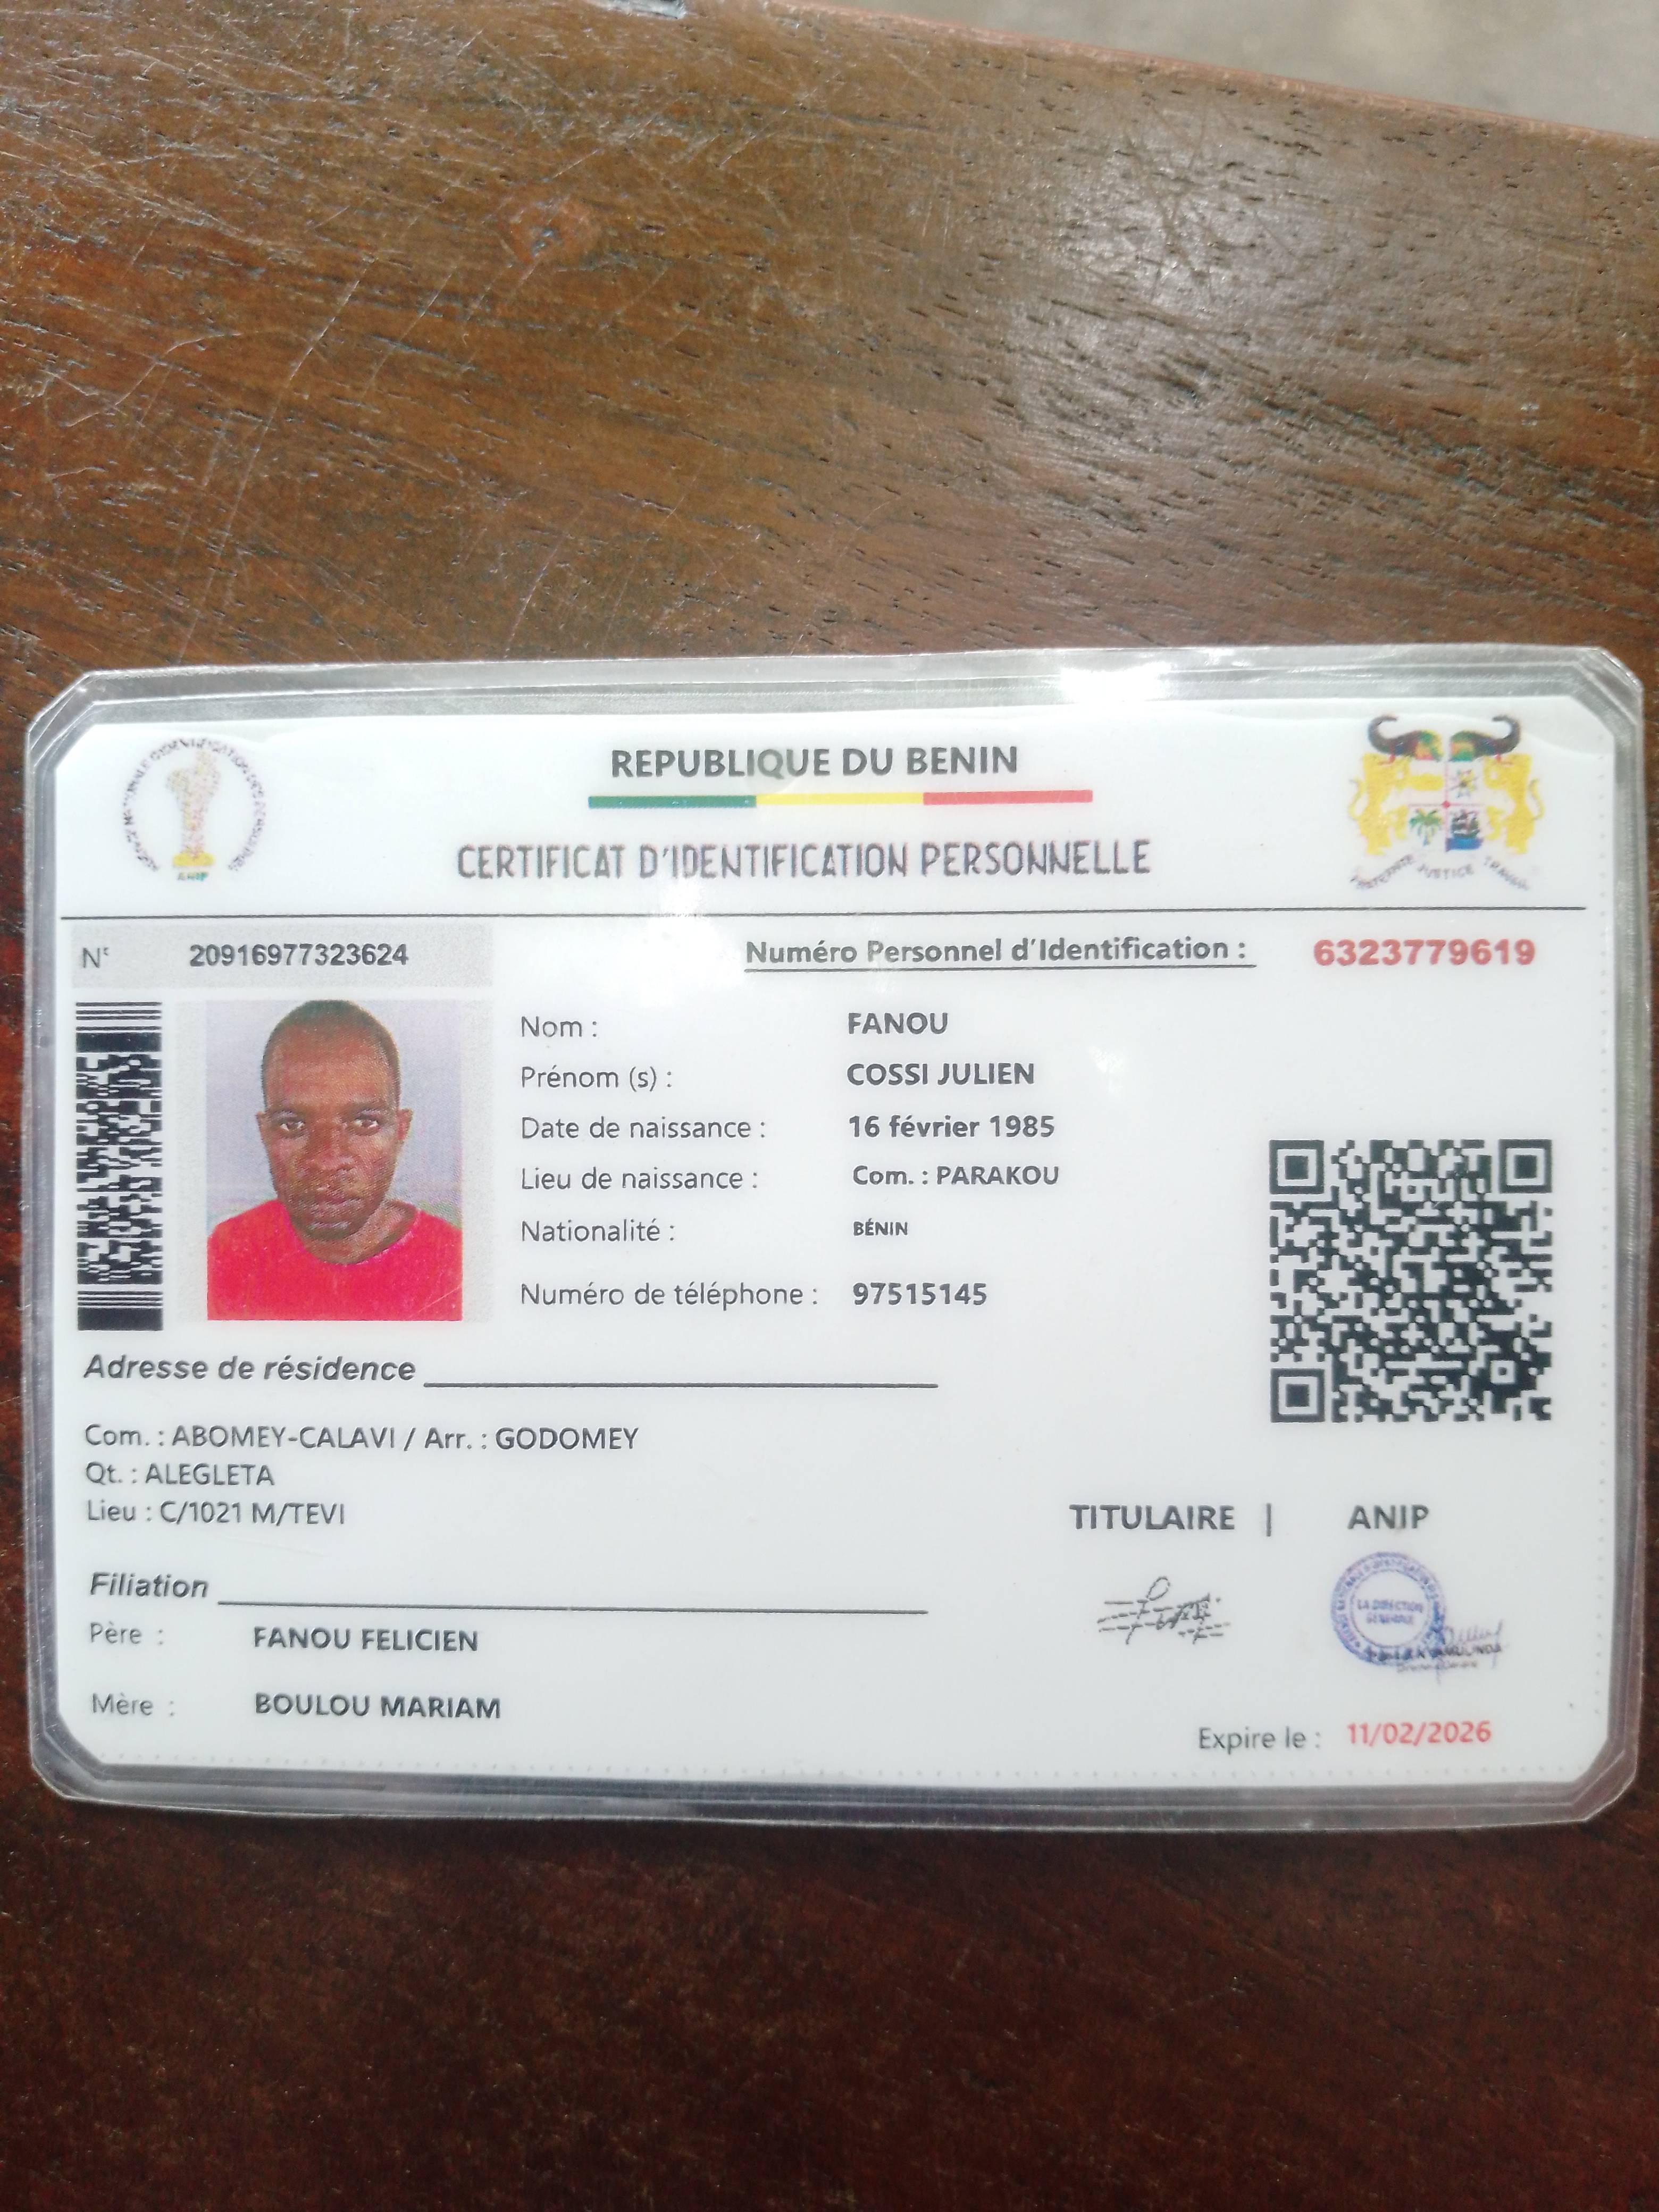 REPUBLIQUE DU BENIN
CERTIFICAT D'IDENTIFICATION PERSONNELLE
ANIP
FRATERNITE JUSTICE TRAVAIL
N° 20916977323624
Numéro Personnel d'Identification : 6323779619
Nom : FANOU
Prénom (s) : COSSI JULIEN
Date de naissance : 16 février 1985
Lieu de naissance : Com. : PARAKOU
Nationalité : BÉNIN
Numéro de téléphone : 97515145
Adresse de résidence
Com. : ABOMEY-CALAVI / Arr. : GODOMEY
Qt. : ALEGLETA
Lieu : C/1021 M/TEVI
TITULAIRE | ANIP
LA DIRECTION
GENERALE
Filiation
Père : FANOU FELICIEN
Mère : BOULOU MARIAM
Expire le : 11/02/2026